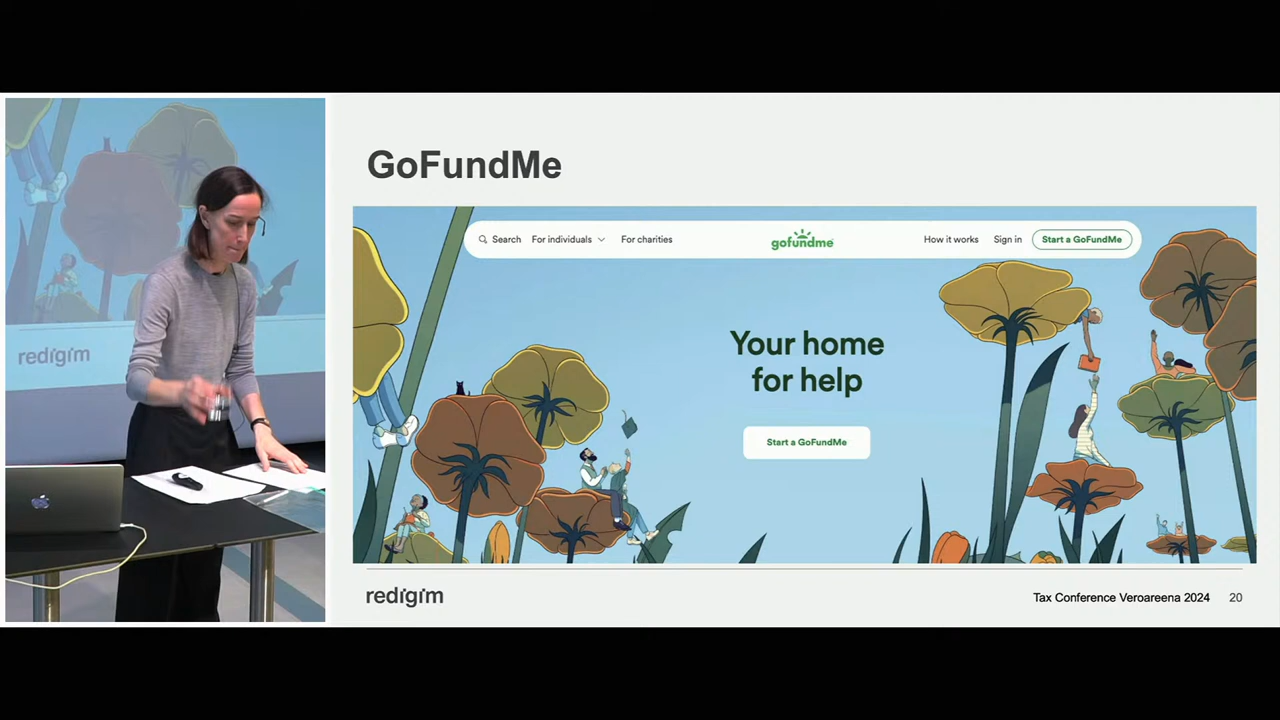 GoFundMe
Search For individuals For charities gofundme How it works Sign in Start a GoFundMe
Your home
for help
Start a GoFundMe
redigim
redigim Tax Conference Veroareena 2024 20